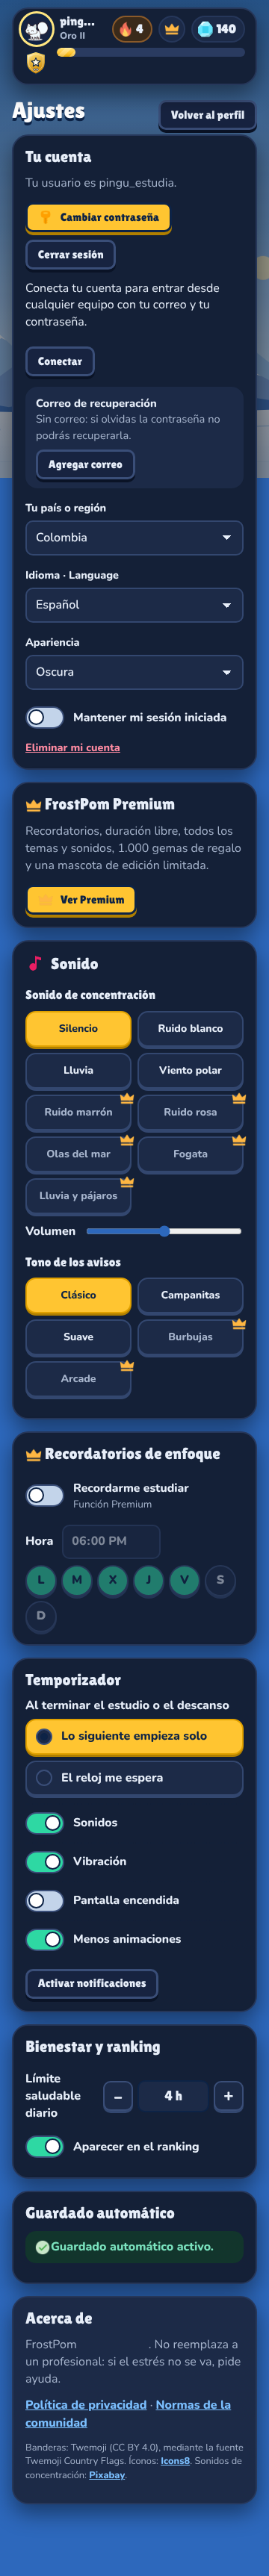 ping...
Oro II
4
140
Ajustes
Volver al perfil
Tu cuenta
Tu usuario es pingu_estudia.
Cambiar contraseña
Cerrar sesión
Conecta tu cuenta para entrar desde
cualquier equipo con tu correo y tu
contraseña.
Conectar
Correo de recuperación
Sin correo: si olvidas la contraseña no
podrás recuperarla.
Agregar correo
Tu país o región
Colombia
Idioma · Language
Español
Apariencia
Oscura
Mantener mi sesión iniciada
Eliminar mi cuenta
FrostPom Premium
Recordatorios, duración libre, todos los
temas y sonidos, 1.000 gemas de regalo
y una mascota de edición limitada.
Ver Premium
Sonido
Sonido de concentración
Silencio
Ruido blanco
Lluvia
Viento polar
Ruido marrón
Ruido rosa
Olas del mar
Fogata
Lluvia y pájaros
Volumen
Tono de los avisos
Clásico
Campanitas
Suave
Burbujas
Arcade
Recordatorios de enfoque
Recordarme estudiar
Función Premium
Hora 06:00 PM
L M X J V S
D
Temporizador
Al terminar el estudio o el descanso
Lo siguiente empieza solo
El reloj me espera
Sonidos
Vibración
Pantalla encendida
Menos animaciones
Activar notificaciones
Bienestar y ranking
Límite
saludable
diario
– 4 h +
Aparecer en el ranking
Guardado automático
Guardado automático activo.
Acerca de
FrostPom . No reemplaza a
un profesional: si el estrés no se va, pide
ayuda.
Política de privacidad · Normas de la
comunidad
Banderas: Twemoji (CC BY 4.0), mediante la fuente
Twemoji Country Flags. Íconos: Icons8. Sonidos de
concentración: Pixabay.